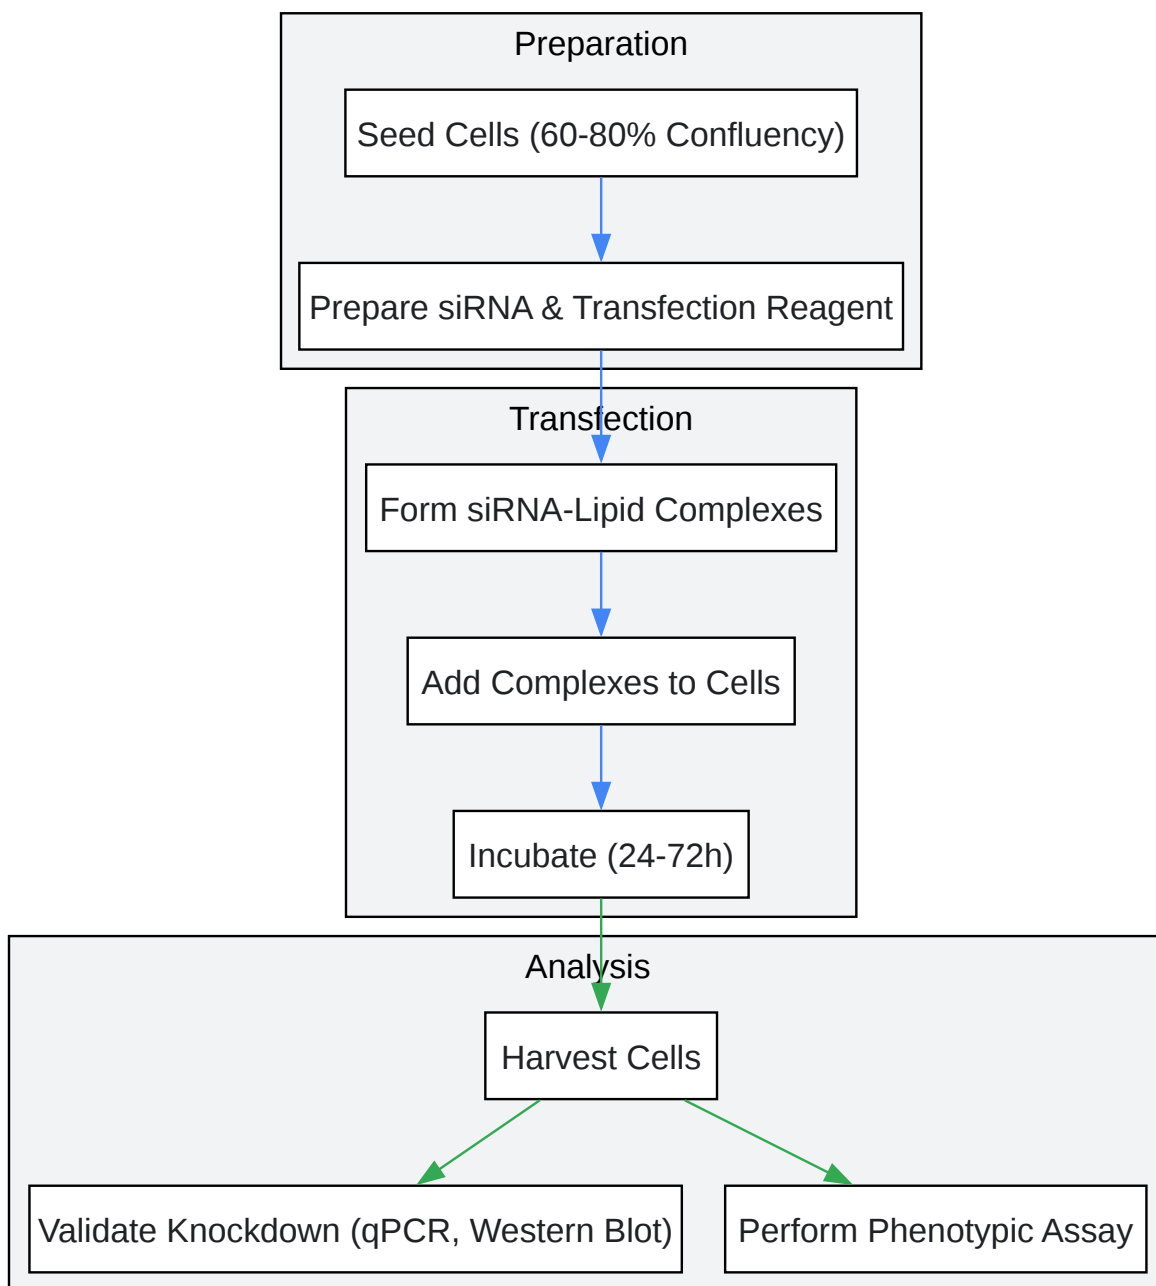 Preparation
Seed Cells (60-80% Confluency)
Prepare siRNA & Transfection Reagent
Transfection
Form siRNA-Lipid Complexes
Add Complexes to Cells
Incubate (24-72h)
Analysis
Harvest Cells
Validate Knockdown (qPCR, Western Blot)
Perform Phenotypic Assay